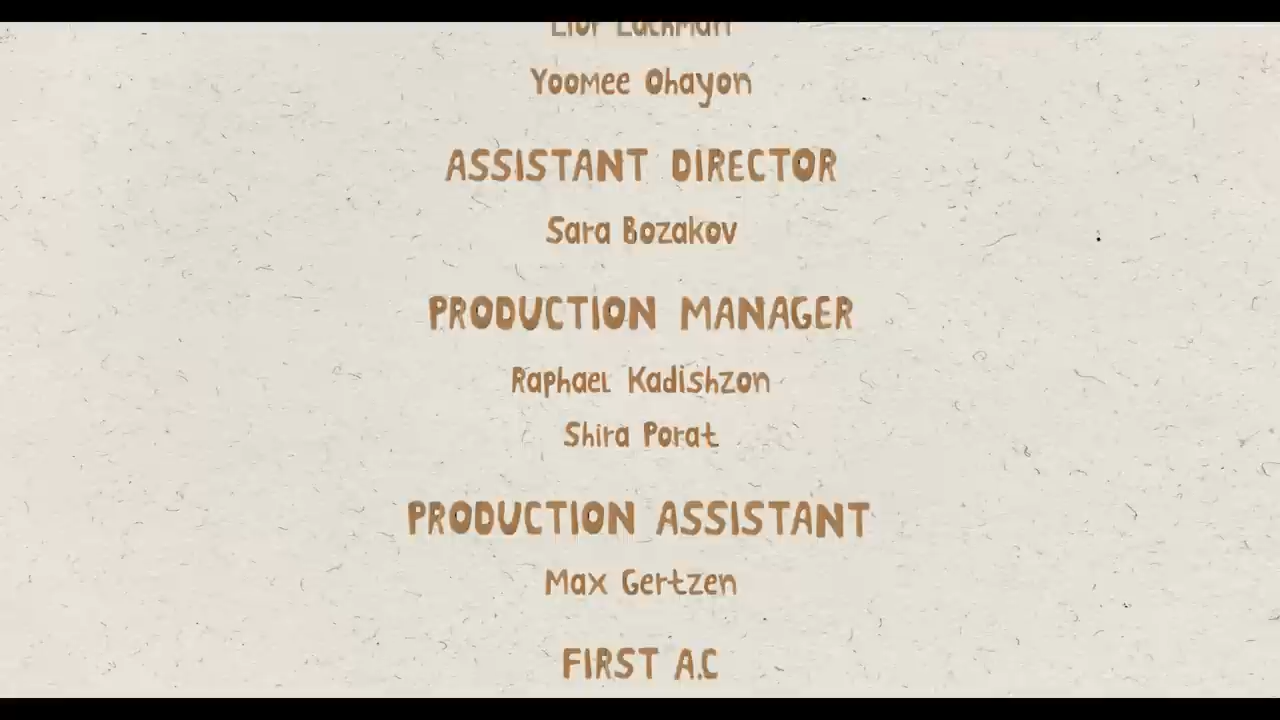 Yoomee Ohayon
ASSISTANT DIRECTOR
Sara Bozakov
PRODUCTION MANAGER
Raphael Kadishzon
Shira Porat
PRODUCTION ASSISTANT
Max Gertzen
FIRST A.C